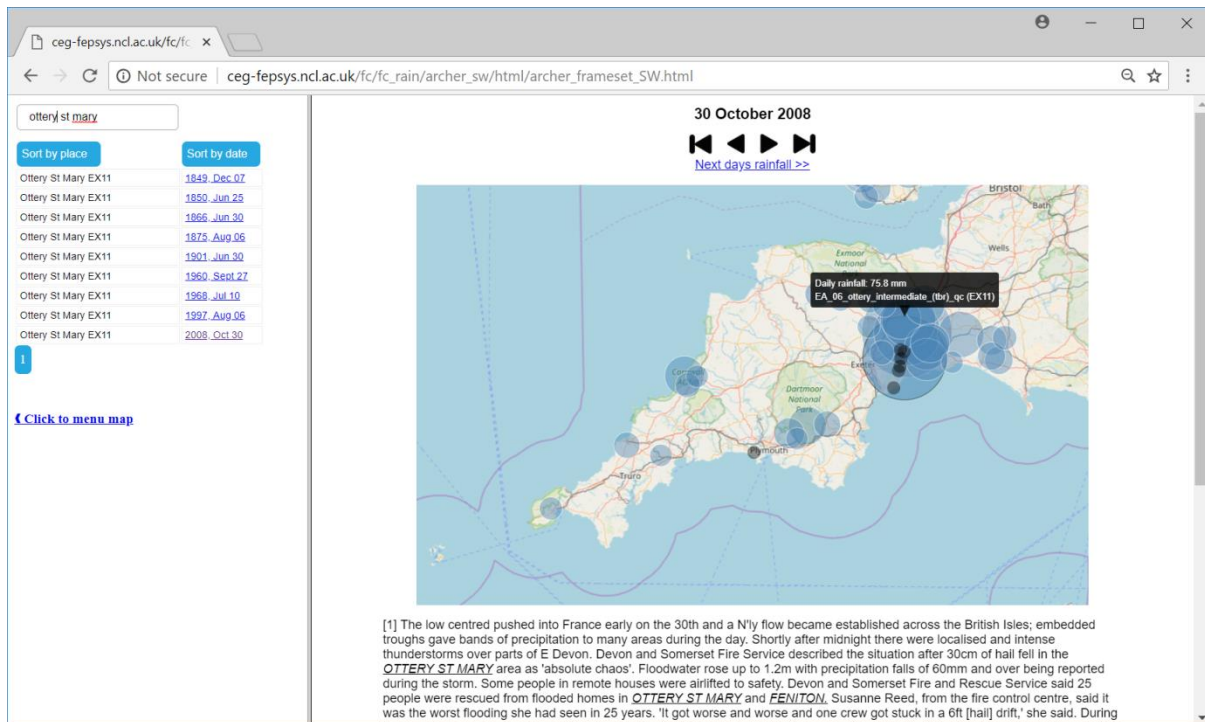 ceg-fepsys.ncl.ac.uk/fc/fc
Not secure | ceg-fepsys.ncl.ac.uk/fc/fc_rain/archer_sw/html/archer_frameset_SW.html
ottery st mary
Sort by place Sort by date
Ottery St Mary EX11 1849, Dec 07
Ottery St Mary EX11 1850, Jun 25
Ottery St Mary EX11 1866, Jun 30
Ottery St Mary EX11 1875, Aug 06
Ottery St Mary EX11 1901, Jun 30
Ottery St Mary EX11 1960, Sept 27
Ottery St Mary EX11 1968, Jul 10
Ottery St Mary EX11 1997, Aug 06
Ottery St Mary EX11 2008, Oct 30
1
Click to menu map
30 October 2008
Next days rainfall >>
Bristol
Bath
Wells
Exmoor
National
Daily rainfall: 75.8 mm
EA_06_ottery_intermediate_(tbr)_qc (EX11)
Exeter
Dartmoor
National
Park
Plymouth
Truro
[1] The low centred pushed into France early on the 30th and a N'ly flow became established across the British Isles; embedded
troughs gave bands of precipitation to many areas during the day. Shortly after midnight there were localised and intense
thunderstorms over parts of E Devon. Devon and Somerset Fire Service described the situation after 30cm of hail fell in the
OTTERY ST MARY area as 'absolute chaos'. Floodwater rose up to 1.2m with precipitation falls of 60mm and over being reported
during the storm. Some people in remote houses were airlifted to safety. Devon and Somerset Fire and Rescue Service said 25
people were rescued from flooded homes in OTTERY ST MARY and FENITON. Susanne Reed, from the fire control centre, said it
was the worst flooding she had seen in 25 years. 'It got worse and worse and one crew got stuck in a 6ft [hail] drift,' she said. During